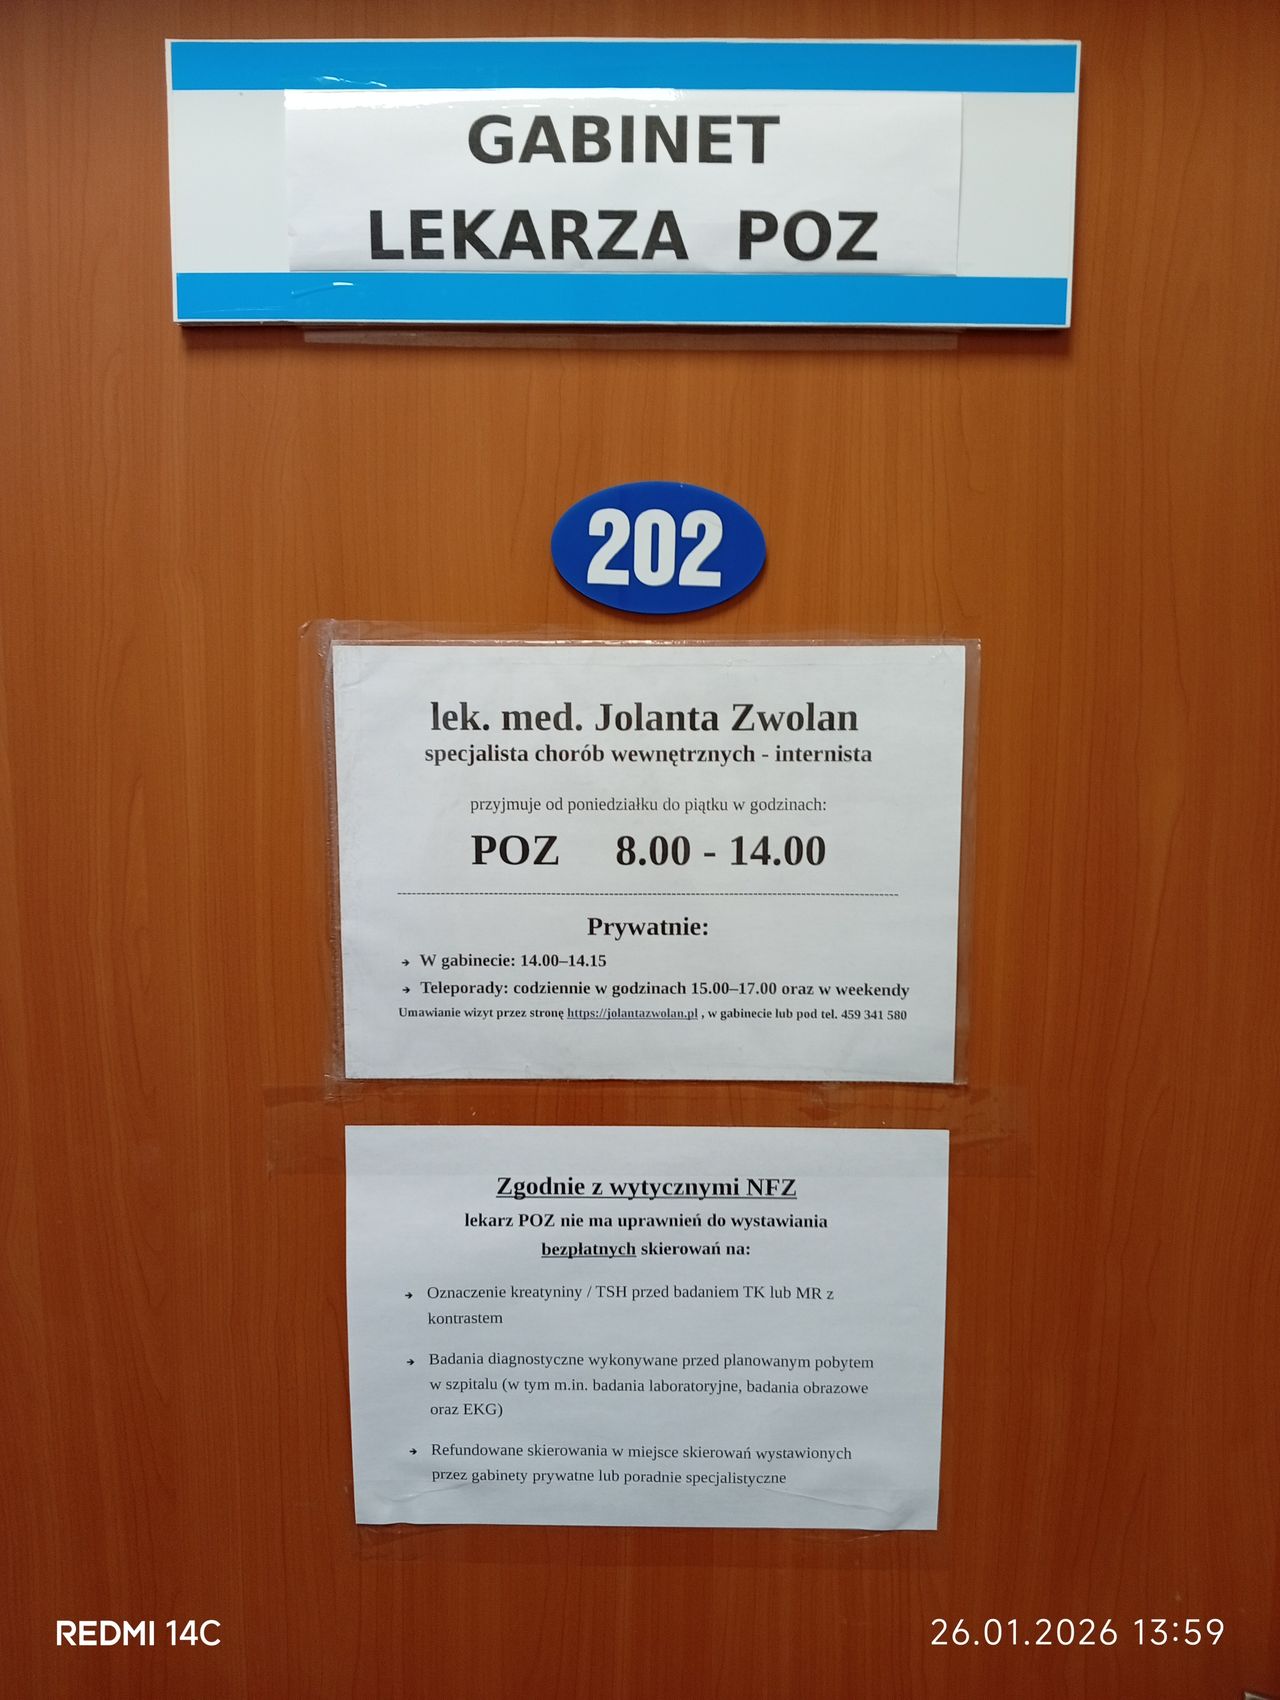 GABINET
LEKARZA POZ
202
lek. med. Jolanta Zwolan
specjalista chorób wewnętrznych - internista
przyjmuje od poniedziałku do piątku w godzinach:
POZ 8.00 - 14.00
Prywatnie:
➔ W gabinecie: 14.00–14.15
➔ Teleporady: codziennie w godzinach 15.00–17.00 oraz w weekendy
Umawianie wizyt przez stronę https://jolantazwolan.pl , w gabinecie lub pod tel. 459 341 580
Zgodnie z wytycznymi NFZ
lekarz POZ nie ma uprawnień do wystawiania
bezpłatnych skierowań na:
➔ Oznaczenie kreatyniny / TSH przed badaniem TK lub MR z
kontrastem
➔ Badania diagnostyczne wykonywane przed planowanym pobytem
w szpitalu (w tym m.in. badania laboratoryjne, badania obrazowe
oraz EKG)
➔ Refundowane skierowania w miejsce skierowań wystawionych
przez gabinety prywatne lub poradnie specjalistyczne
REDMI 14C
26.01.2026 13:59